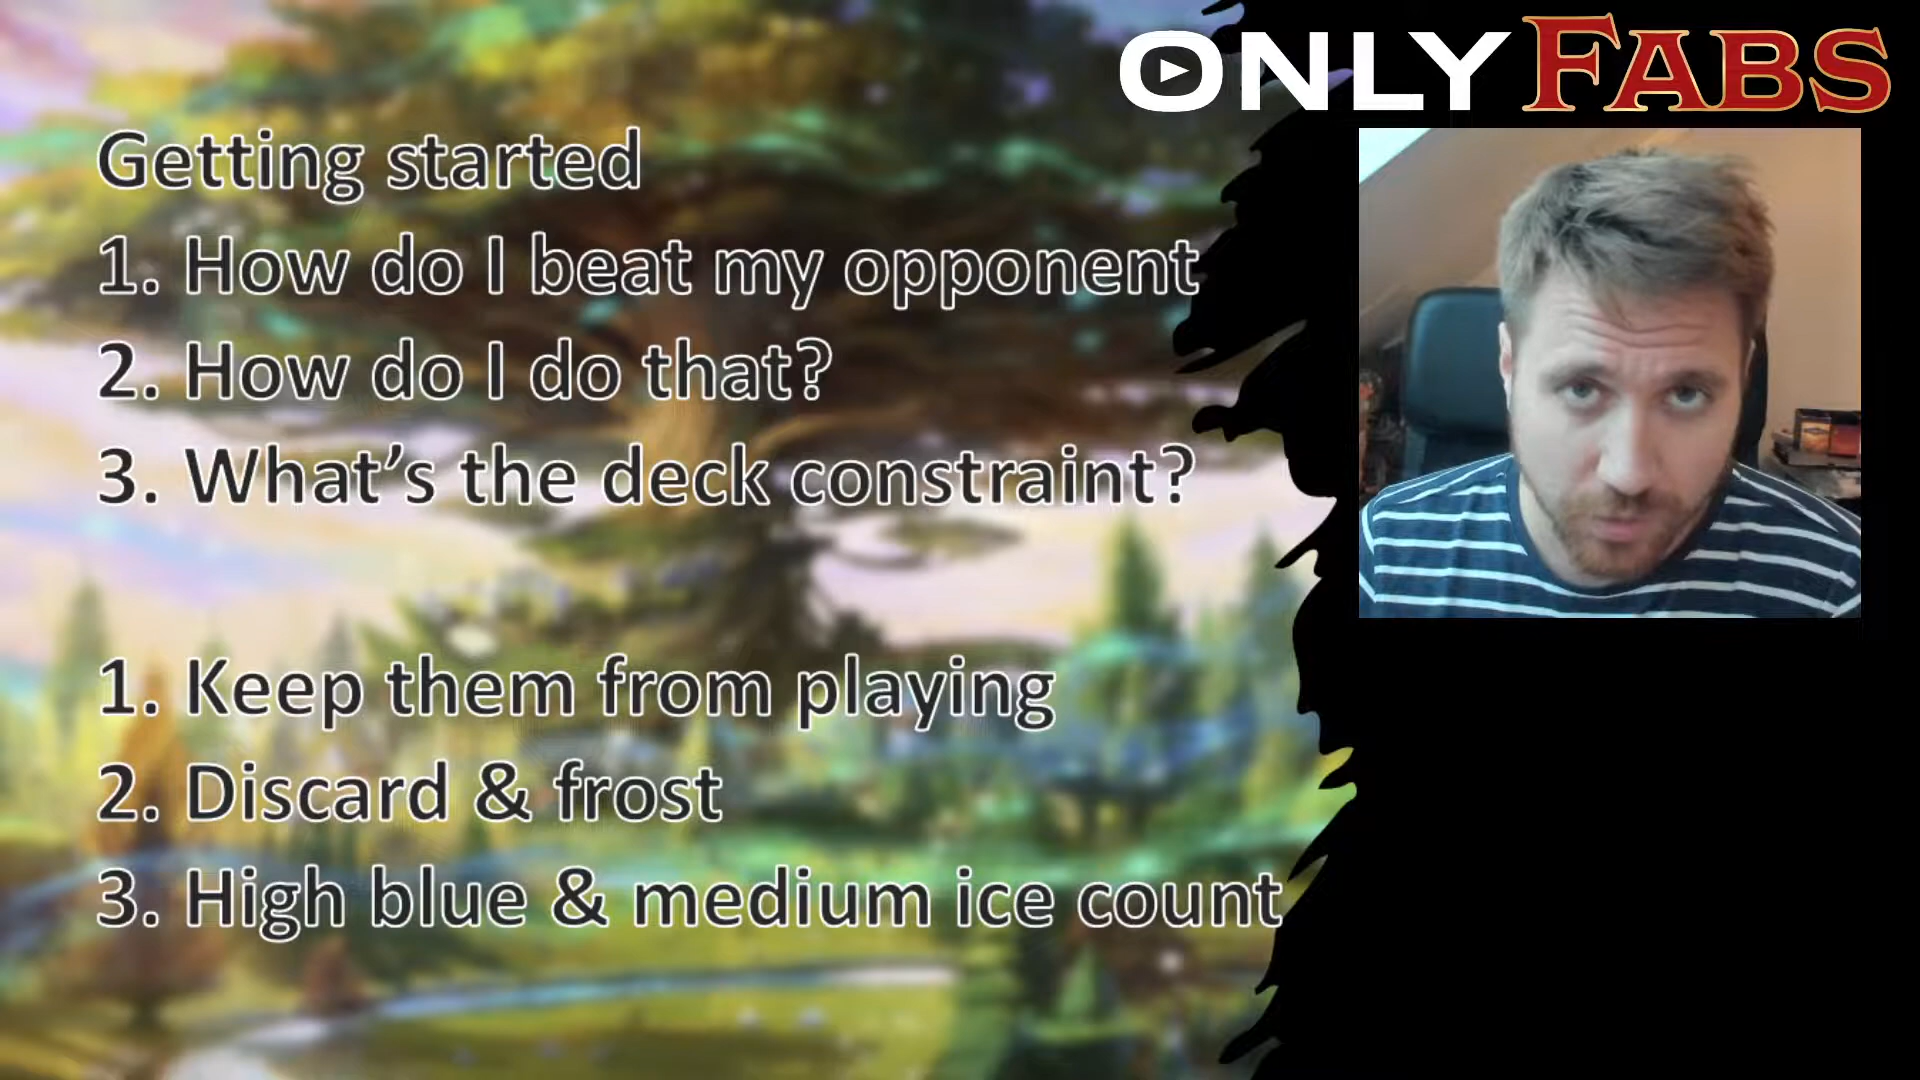 ONLY FABS
Getting started
1. How do I beat my opponent
2. How do I do that?
3. What's the deck constraint?
1. Keep them from playing
2. Discard & frost
3. High blue & medium ice count